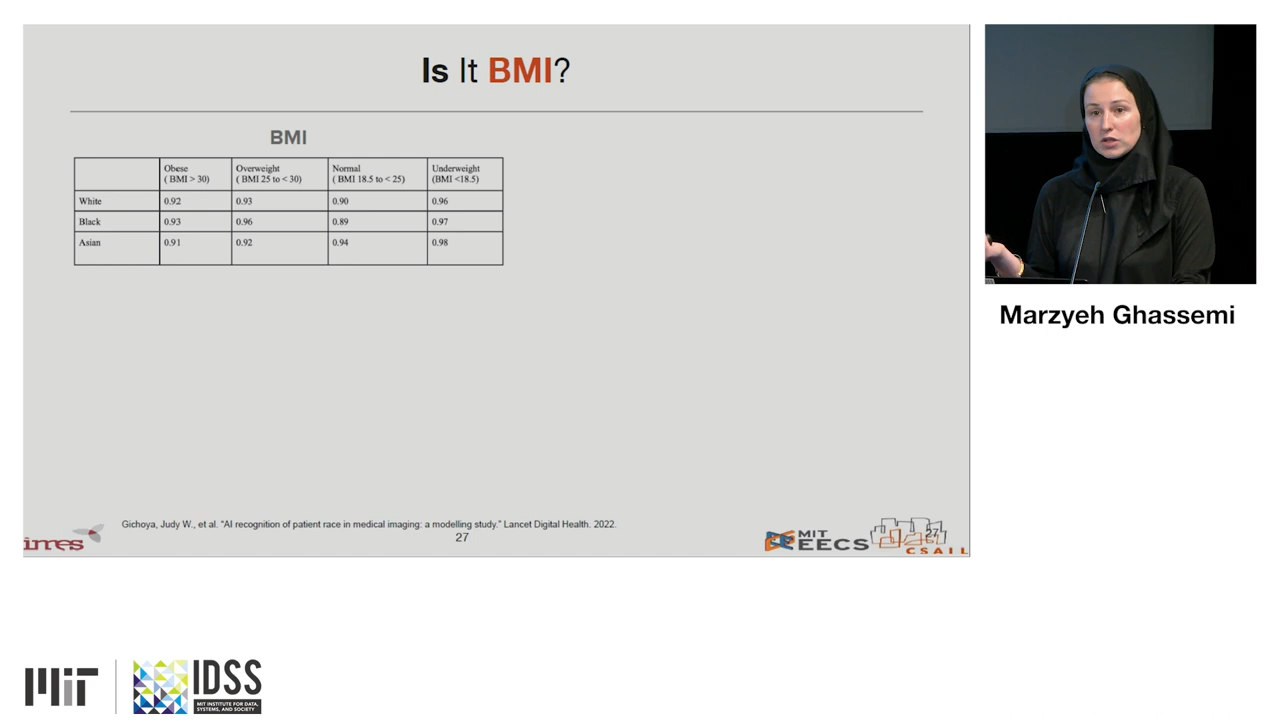 Is It BMI?
BMI
Obese Overweight Normal Underweight
( BMI > 30) ( BMI 25 to < 30) ( BMI 18.5 to < 25) (BMI <18.5)
White 0.92 0.93 0.90 0.96
Black 0.93 0.96 0.89 0.97
Asian 0.91 0.92 0.94 0.98
Gichoya, Judy W., et al. “AI recognition of patient race in medical imaging: a modelling study.” Lancet Digital Health. 2022.
27
imes
MIT
EECS
27
CSAIL
Marzyeh Ghassemi
MIT
IDSS
MIT INSTITUTE FOR DATA,
SYSTEMS, AND SOCIETY